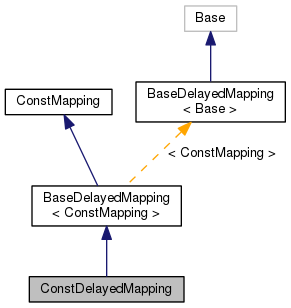 Base
BaseDelayedMapping
< Base >
ConstMapping
< ConstMapping >
BaseDelayedMapping
< ConstMapping >
ConstDelayedMapping